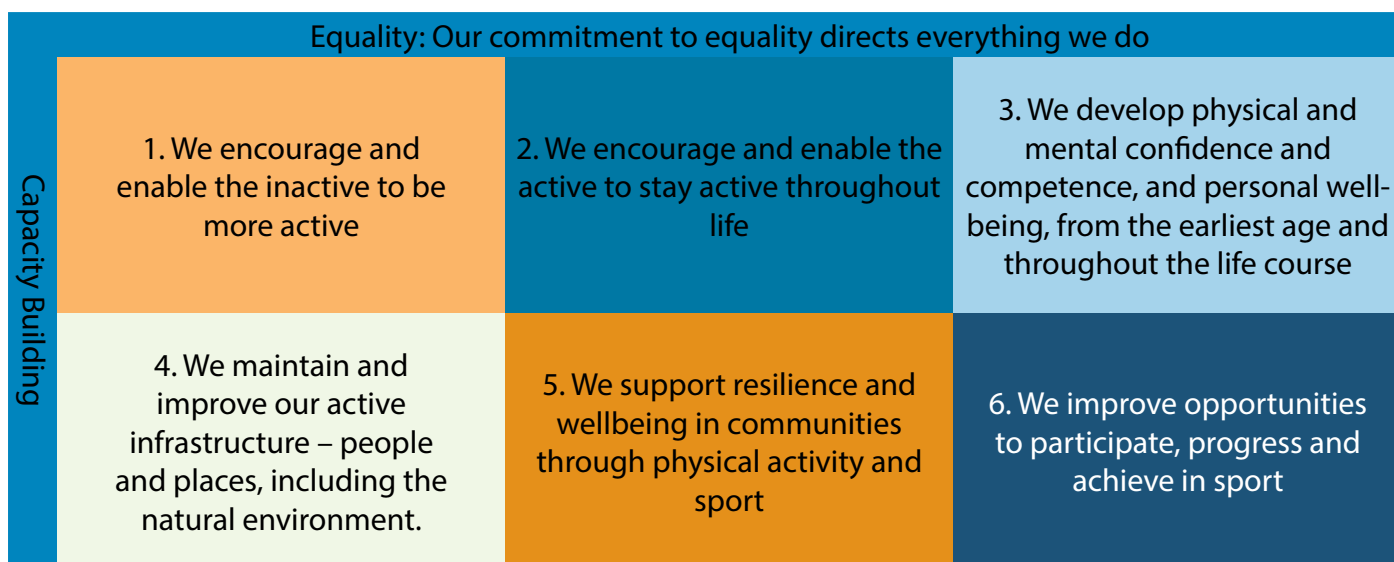 Equality: Our commitment to equality directs everything we do
Capacity Building
1. We encourage and
enable the inactive to be
more active
2. We encourage and enable the
active to stay active throughout
life
3. We develop physical and
mental confidence and
competence, and personal well-
being, from the earliest age and
throughout the life course
4. We maintain and
improve our active
infrastructure – people
and places, including the
natural environment.
5. We support resilience and
wellbeing in communities
through physical activity and
sport
6. We improve opportunities
to participate, progress and
achieve in sport